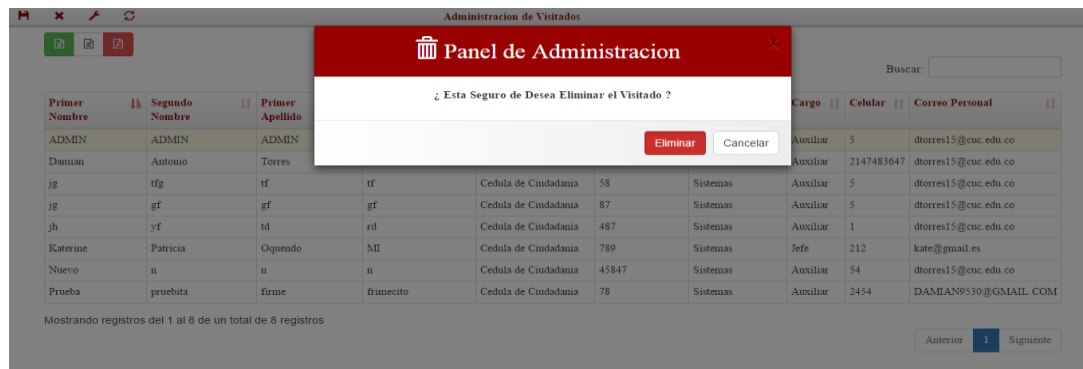 Administracion de Visitados
Panel de Administracion
¿ Esta Seguro de Desea Eliminar el Visitado ?
Eliminar Cancelar
Buscar:
Primer Nombre Segundo Nombre Primer Apellido Cargo Celular Correo Personal
ADMIN ADMIN ADMIN Auxiliar 5 dtorres15@cuc.edu.co
Damian Antonio Torres Auxiliar 2147483647 dtorres15@cuc.edu.co
jg tfg tf tf Cedula de Ciudadania 58 Sistemas Auxiliar 5 dtorres15@cuc.edu.co
jg gf gf gf Cedula de Ciudadania 87 Sistemas Auxiliar 5 dtorres15@cuc.edu.co
jh yf td rd Cedula de Ciudadania 487 Sistemas Auxiliar 1 dtorres15@cuc.edu.co
Katerine Patricia Oquendo MI Cedula de Ciudadania 789 Sistemas Jefe 212 kate@gmail.es
Nuevo n n n Cedula de Ciudadania 45847 Sistemas Auxiliar 54 dtorres15@cuc.edu.co
Prueba pruebita firme frimecito Cedula de Ciudadania 78 Sistemas Auxiliar 2454 DAMIAN9530@GMAIL.COM
Mostrando registros del 1 al 8 de un total de 8 registros
Anterior 1 Siguiente